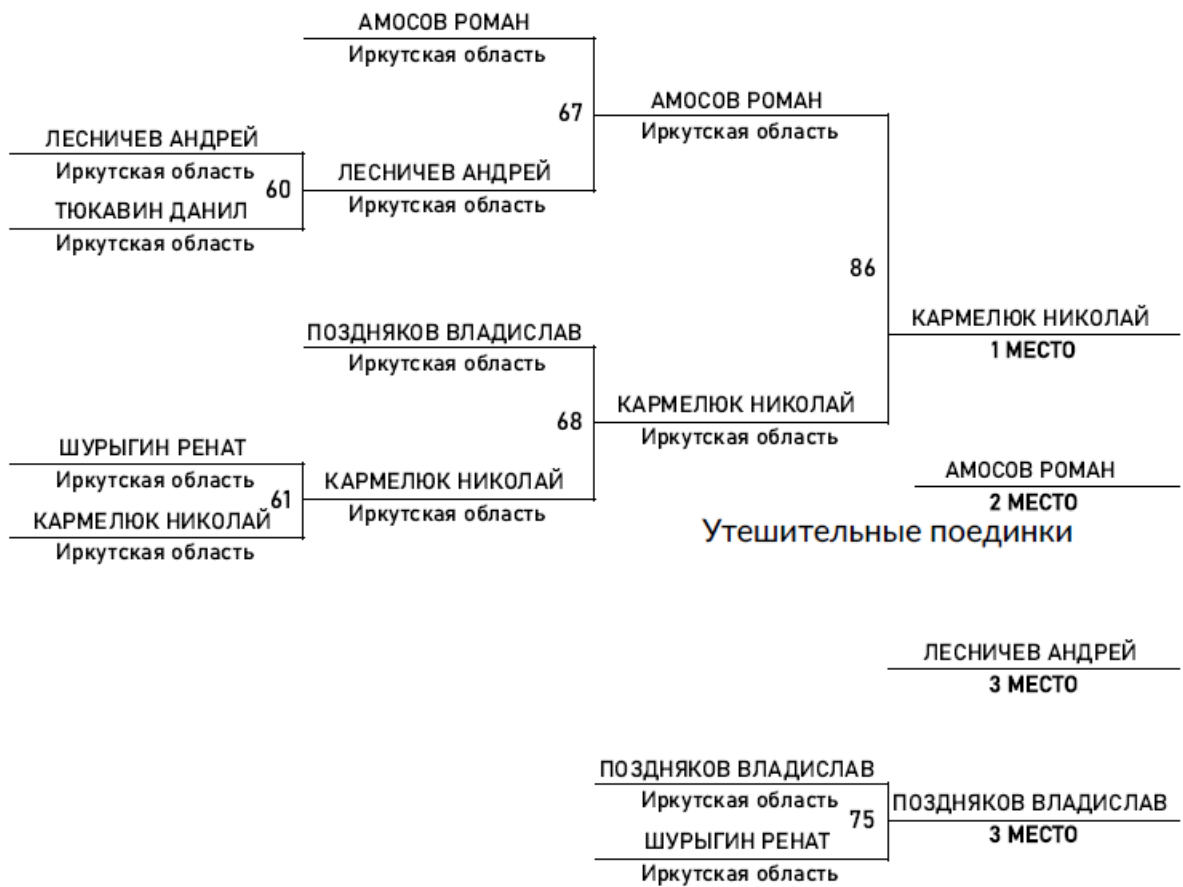 АМОСОВ РОМАН
Иркутская область
67
АМОСОВ РОМАН
Иркутская область
ЛЕСНИЧЕВ АНДРЕЙ
Иркутская область
60
ЛЕСНИЧЕВ АНДРЕЙ
Иркутская область
ТЮКАВИН ДАНИЛ
Иркутская область
86
КАРМЕЛЮК НИКОЛАЙ
1 МЕСТО
ПОЗДНЯКОВ ВЛАДИСЛАВ
Иркутская область
68
КАРМЕЛЮК НИКОЛАЙ
Иркутская область
ШУРЫГИН РЕНАТ
Иркутская область
61
КАРМЕЛЮК НИКОЛАЙ
Иркутская область
КАРМЕЛЮК НИКОЛАЙ
Иркутская область
АМОСОВ РОМАН
2 МЕСТО
Утешительные поединки
ЛЕСНИЧЕВ АНДРЕЙ
3 МЕСТО
ПОЗДНЯКОВ ВЛАДИСЛАВ
Иркутская область
75
ПОЗДНЯКОВ ВЛАДИСЛАВ
3 МЕСТО
ШУРЫГИН РЕНАТ
Иркутская область